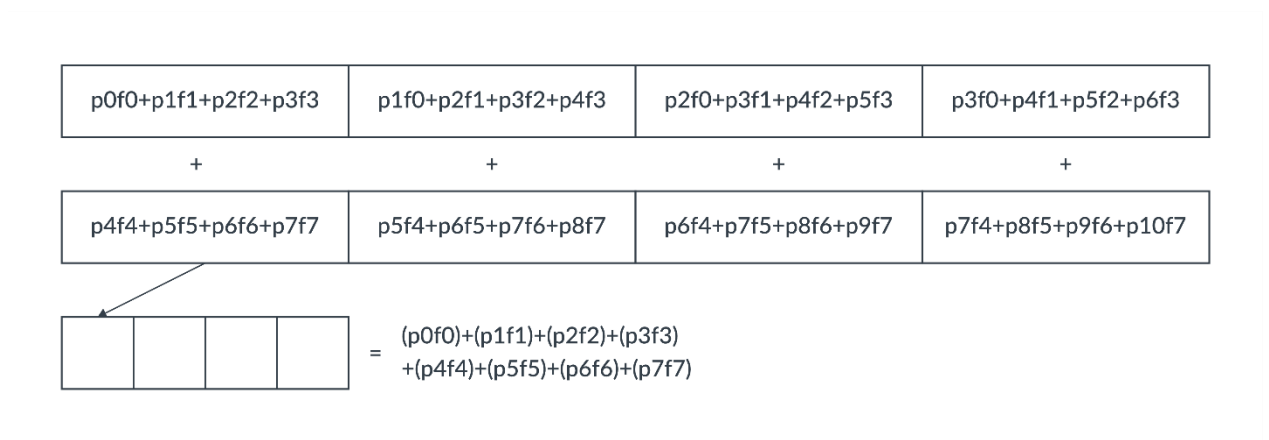 p0f0+p1f1+p2f2+p3f3 p1f0+p2f1+p3f2+p4f3 p2f0+p3f1+p4f2+p5f3 p3f0+p4f1+p5f2+p6f3
+ + + +
p4f4+p5f5+p6f6+p7f7 p5f4+p6f5+p7f6+p8f7 p6f4+p7f5+p8f6+p9f7 p7f4+p8f5+p9f6+p10f7
= (p0f0)+(p1f1)+(p2f2)+(p3f3)
+(p4f4)+(p5f5)+(p6f6)+(p7f7)